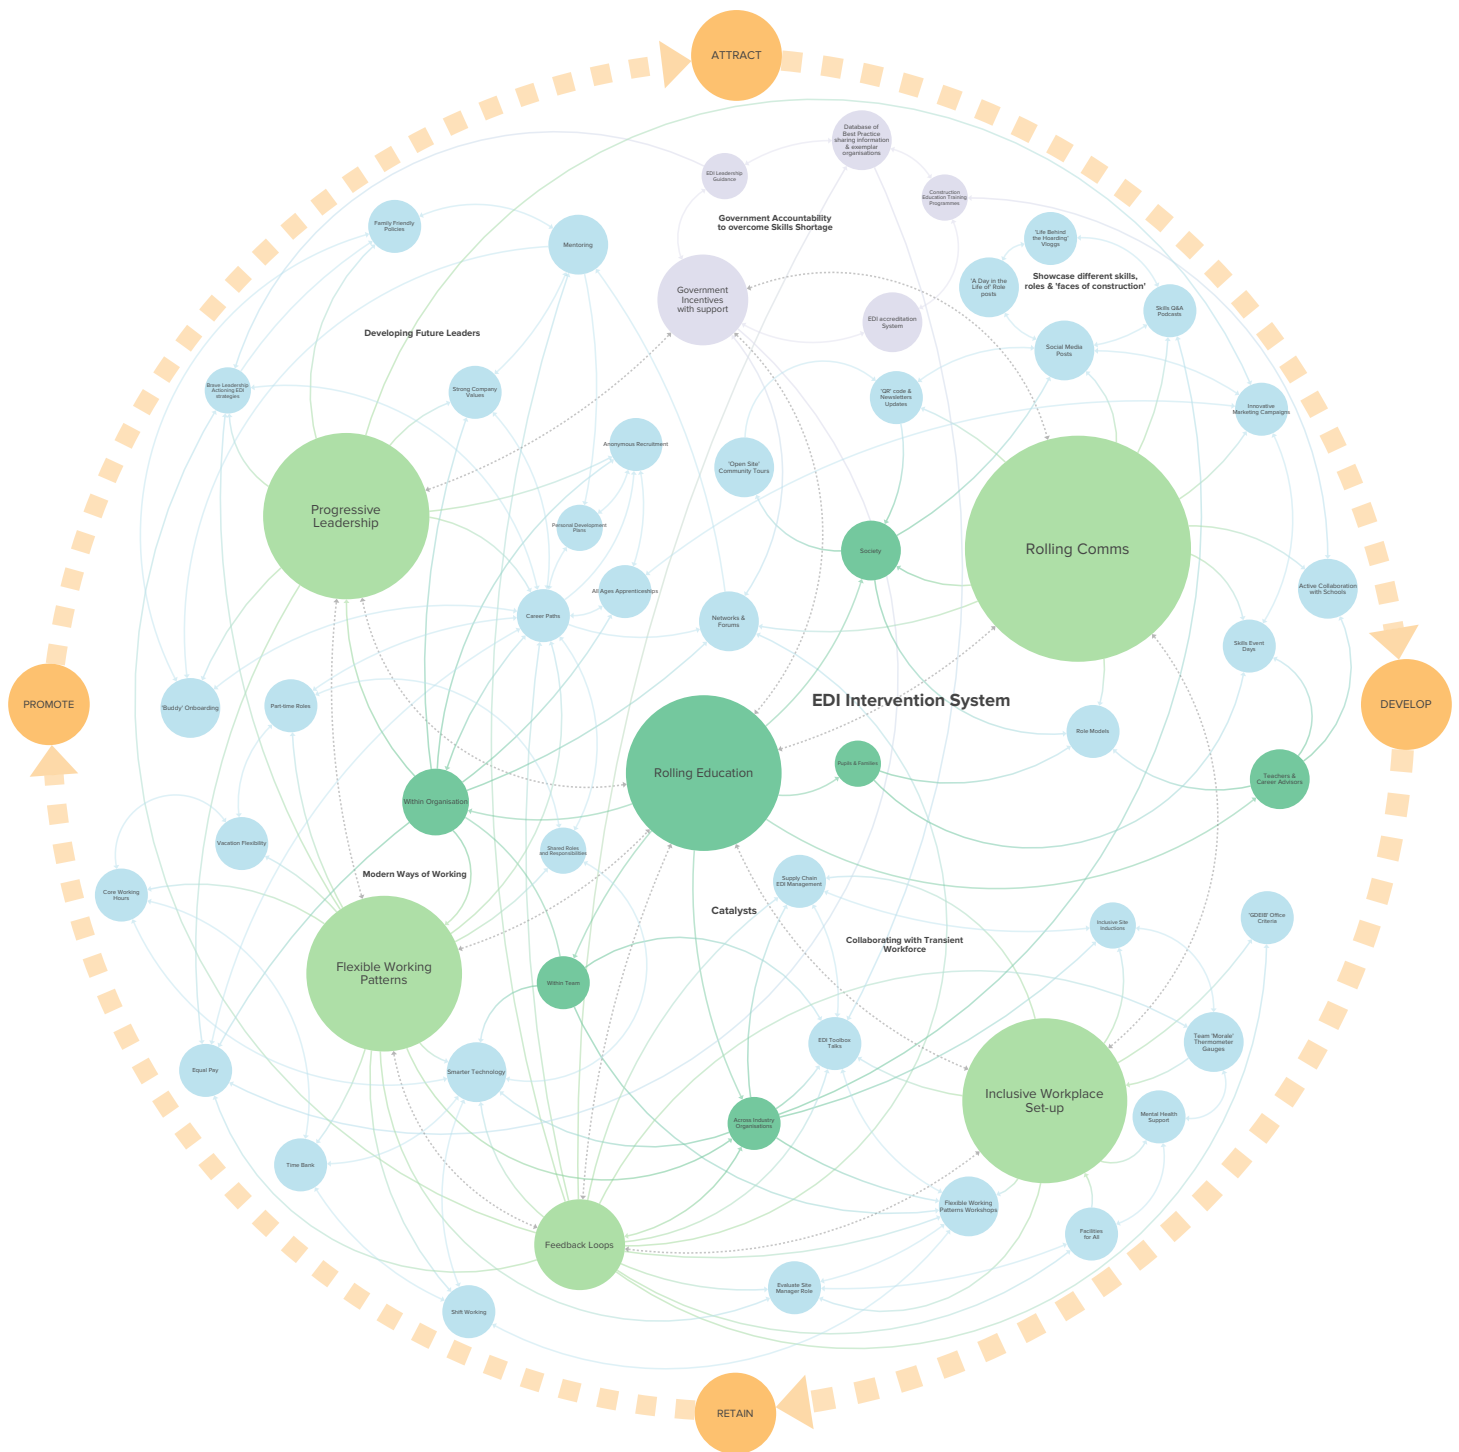 ATTRACT
Database of
Best Practice
sharing information
& exemplar
organisations
EDI Leadership
Guidance
Construction
Education Training
Programmes
Government Accountability
to overcome Skills Shortage
Family Friendly
Policies
Mentoring
'Life Behind
the Hoarding'
Vloggs
Showcase different skills,
roles & 'faces of construction'
'A Day in the
Life of' Role
posts
Government
Incentives
with support
Skills Q&A
Podcasts
EDI accreditation
System
Developing Future Leaders
Social Media
Posts
Brave Leadership
Actioning EDI
strategies
Strong Company
Values
'QR' code &
Newsletters
Updates
Innovative
Marketing Campaigns
Anonymous Recruitment
'Open Site'
Community Tours
Progressive
Leadership
Personal Development
Plans
Society
Rolling Comms
All Ages Apprenticeships
Active Collaboration
with Schools
Career Paths
Networks &
Forums
Skills Event
Days
PROMOTE
'Buddy' Onboarding
Part-time Roles
EDI Intervention System
DEVELOP
Role Models
Rolling Education
Pupils & Families
Teachers &
Career Advisors
Within Organisation
Vacation Flexibility
Shared Roles
and Responsibilities
Modern Ways of Working
Supply Chain
EDI Management
Core Working
Hours
Catalysts
'GDEIB' Office
Criteria
Inclusive Site
Inductions
Collaborating with Transient
Workforce
Flexible Working
Patterns
Within Team
EDI Toolbox
Talks
Team 'Morale'
Thermometer
Gauges
Equal Pay
Smarter Technology
Inclusive Workplace
Set-up
Mental Health
Support
Across Industry
Organisations
Time Bank
Flexible Working
Patterns Workshops
Facilities
for All
Feedback Loops
Evaluate Site
Manager Role
Shift Working
RETAIN